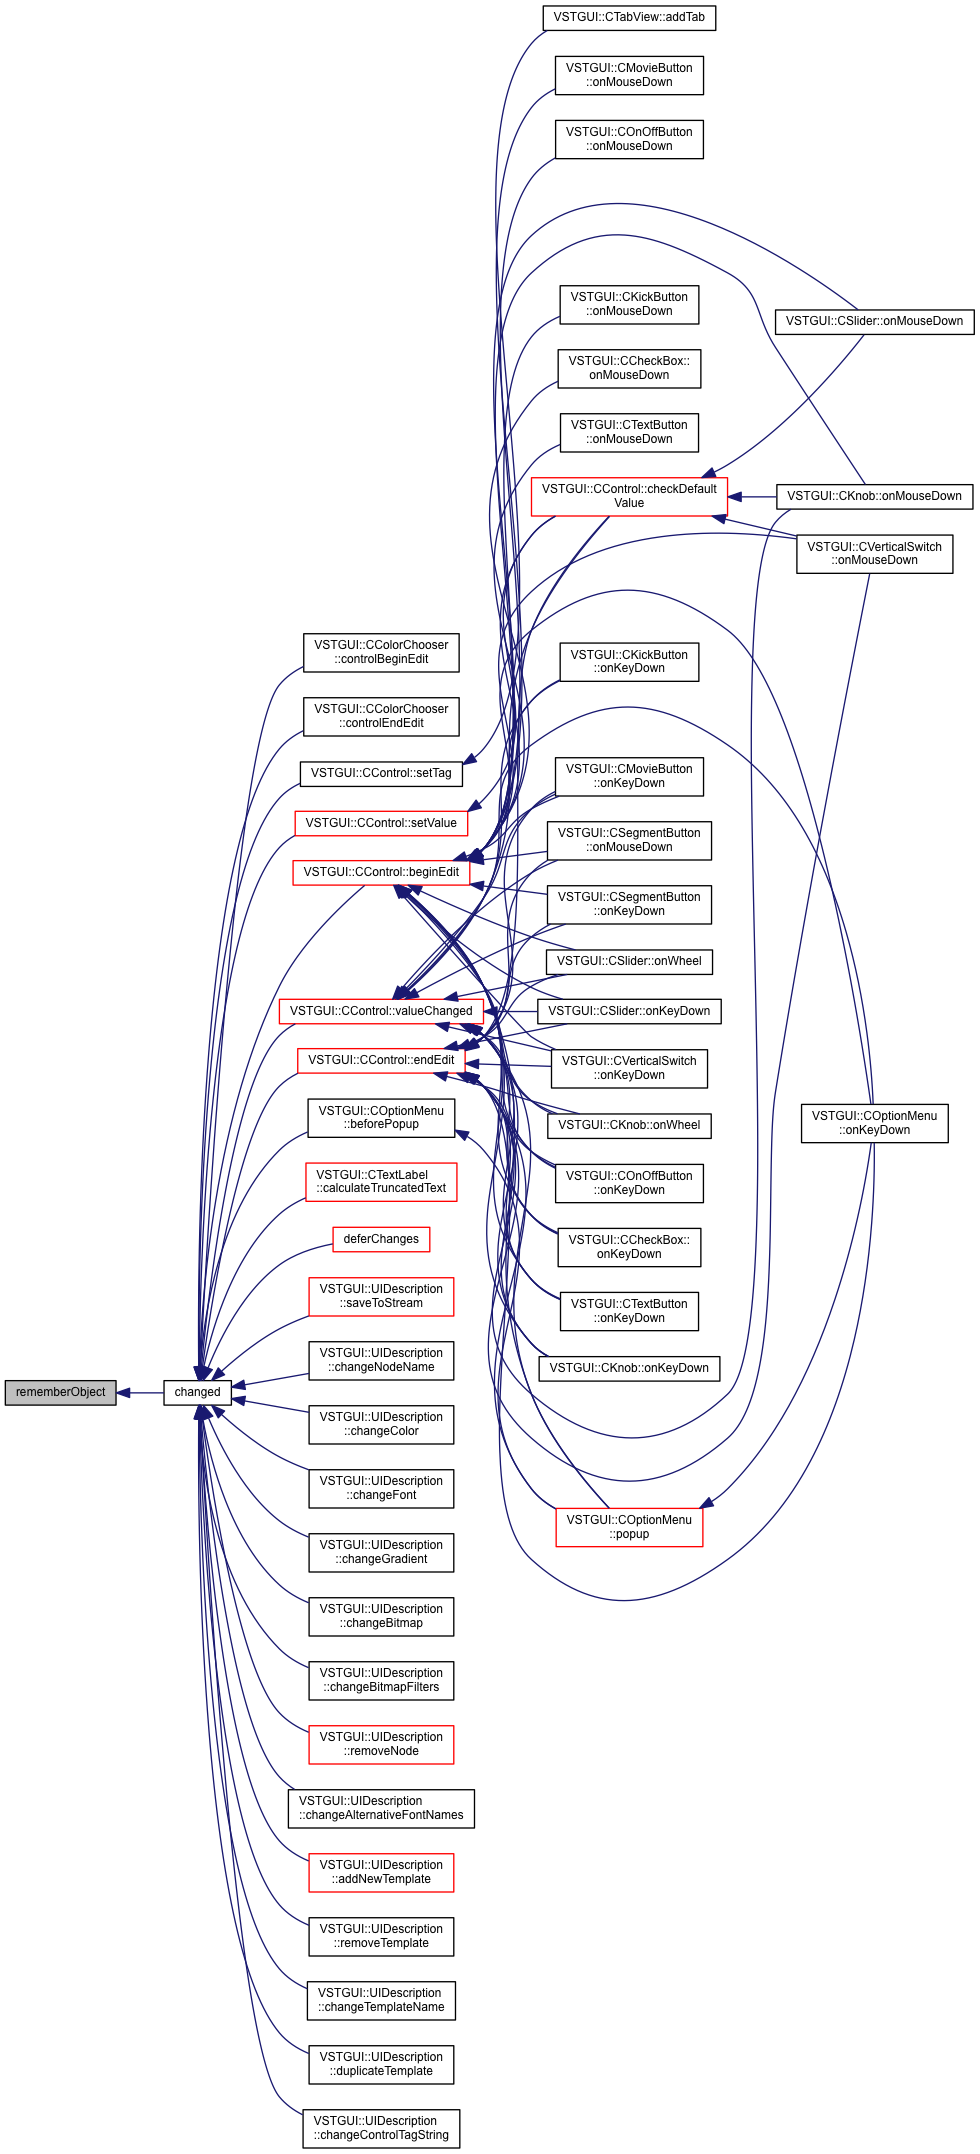 VSTGUI::CTabView::addTab
VSTGUI::CMovieButton
::onMouseDown
VSTGUI::COnOffButton
::onMouseDown
VSTGUI::CKickButton
::onMouseDown
VSTGUI::CSlider::onMouseDown
VSTGUI::CCheckBox::
onMouseDown
VSTGUI::CTextButton
::onMouseDown
VSTGUI::CControl::checkDefault
Value
VSTGUI::CKnob::onMouseDown
VSTGUI::CVerticalSwitch
::onMouseDown
VSTGUI::CColorChooser
::controlBeginEdit
VSTGUI::CKickButton
::onKeyDown
VSTGUI::CColorChooser
::controlEndEdit
VSTGUI::CControl::setTag
VSTGUI::CMovieButton
::onKeyDown
VSTGUI::CControl::setValue
VSTGUI::CSegmentButton
::onMouseDown
VSTGUI::CControl::beginEdit
VSTGUI::CSegmentButton
::onKeyDown
VSTGUI::CSlider::onWheel
VSTGUI::CControl::valueChanged
VSTGUI::CSlider::onKeyDown
VSTGUI::CControl::endEdit
VSTGUI::CVerticalSwitch
::onKeyDown
VSTGUI::COptionMenu
::beforePopup
VSTGUI::CKnob::onWheel
VSTGUI::COptionMenu
::onKeyDown
VSTGUI::CTextLabel
::calculateTruncatedText
VSTGUI::COnOffButton
::onKeyDown
deferChanges
VSTGUI::CCheckBox::
onKeyDown
VSTGUI::UIDescription
::saveToStream
VSTGUI::CTextButton
::onKeyDown
VSTGUI::UIDescription
::changeNodeName
VSTGUI::CKnob::onKeyDown
rememberObject
changed
VSTGUI::UIDescription
::changeColor
VSTGUI::UIDescription
::changeFont
VSTGUI::COptionMenu
::popup
VSTGUI::UIDescription
::changeGradient
VSTGUI::UIDescription
::changeBitmap
VSTGUI::UIDescription
::changeBitmapFilters
VSTGUI::UIDescription
::removeNode
VSTGUI::UIDescription
::changeAlternativeFontNames
VSTGUI::UIDescription
::addNewTemplate
VSTGUI::UIDescription
::removeTemplate
VSTGUI::UIDescription
::changeTemplateName
VSTGUI::UIDescription
::duplicateTemplate
VSTGUI::UIDescription
::changeControlTagString